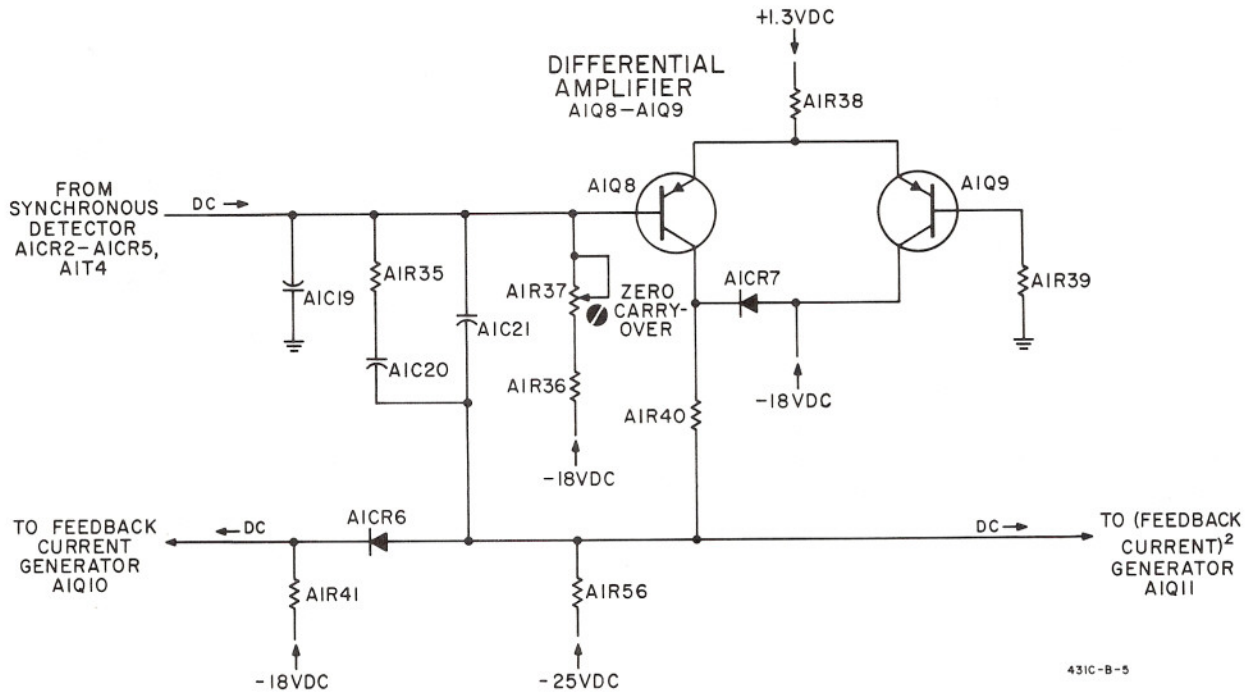 +1.3VDC
DIFFERENTIAL
AMPLIFIER
A1Q8-A1Q9
A1R38
FROM
SYNCHRONOUS
DETECTOR
A1CR2-A1CR5,
A1T4
DC →
A1Q8
A1Q9
A1C19
A1R35
A1C20
A1C21
A1R37
ZERO
CARRY-
OVER
A1R36
-18VDC
A1CR7
-18VDC
A1R39
A1R40
TO FEEDBACK
CURRENT
GENERATOR
A1Q10
← DC
A1CR6
A1R41
-18VDC
A1R56
-25VDC
DC →
TO (FEEDBACK
CURRENT)²
GENERATOR
A1Q11
431C-B-5